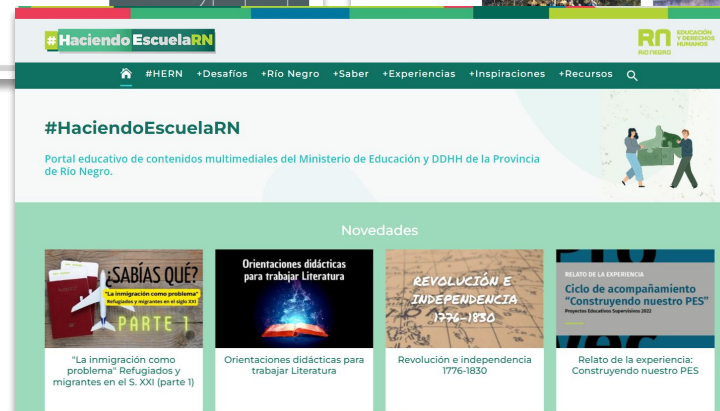 #Haciendo EscuelaRN
RN
RÍO NEGRO
EDUCACIÓN
Y DERECHOS
HUMANOS
#HERN +Desafíos +Río Negro +Saber +Experiencias +Inspiraciones +Recursos
#HaciendoEscuelaRN
Portal educativo de contenidos multimediales del Ministerio de Educación y DDHH de la Provincia
de Río Negro.
Novedades
¿SABÍAS QUÉ?
"La inmigración como problema"
Refugiados y migrantes en el siglo XXI
PARTE 1
"La inmigración como
problema" Refugiados y
migrantes en el S. XXI (parte 1)
Orientaciones didácticas
para trabajar Literatura
Orientaciones didácticas para
trabajar Literatura
REVOLUCIÓN E
INDEPENDENCIA
1776-1830
Revolución e independencia
1776-1830
RELATO DE LA EXPERIENCIA
Ciclo de acompañamiento
"Construyendo nuestro PES"
Proyectos Educativos Supervisivos 2022
Relato de la experiencia:
Construyendo nuestro PES